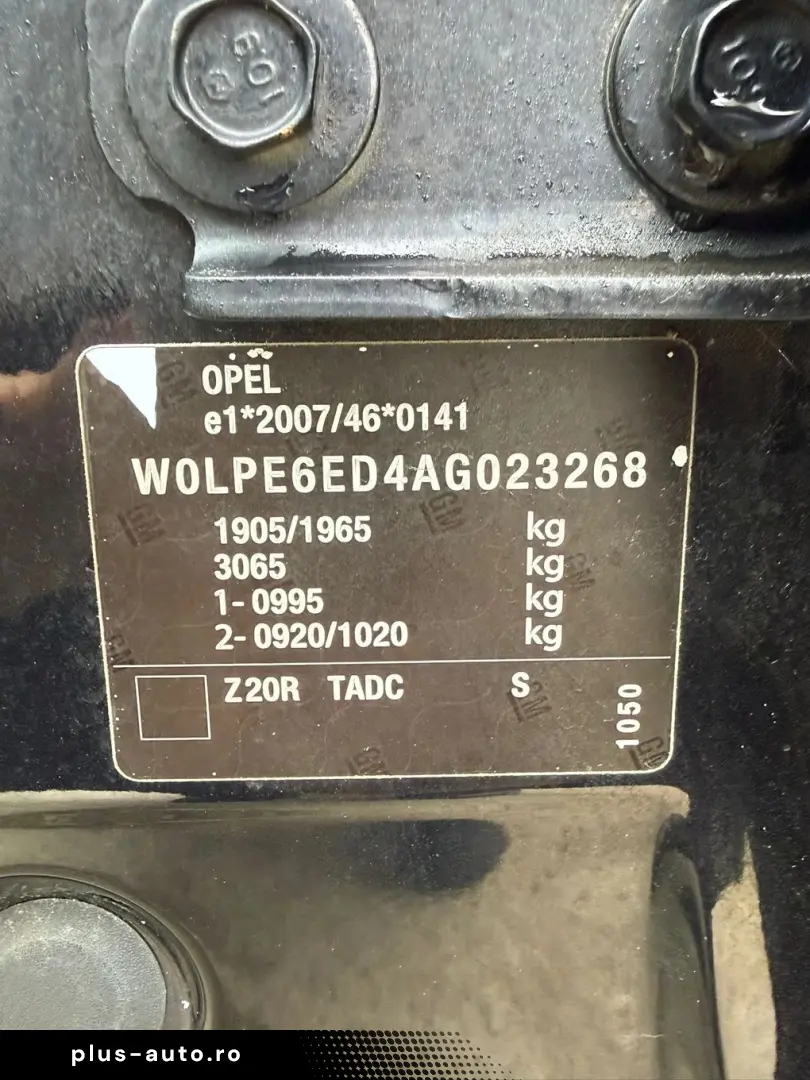 OPEL
e1*2007/46*0141
W0LPE6ED4AG023268
1905/1965 kg
3065 kg
1-0995 kg
2-0920/1020 kg
Z20R TADC S
1050
plus-auto.ro